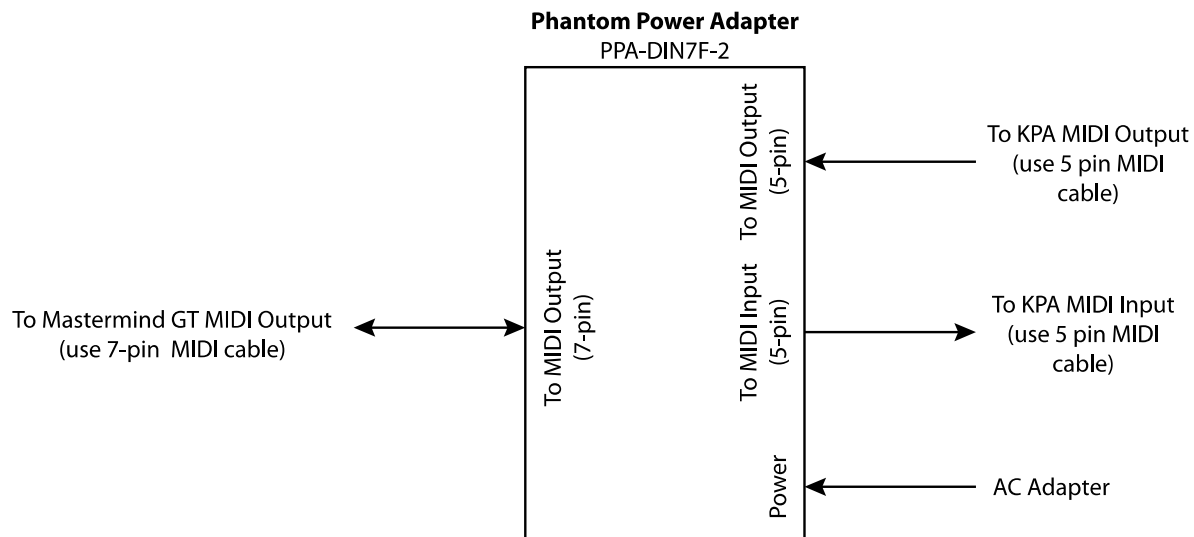 Phantom Power Adapter
PPA-DIN7F-2
To Mastermind GT MIDI Output
(use 7-pin  MIDI cable)
To MIDI Output
(7-pin)
To MIDI Output
(5-pin)
To KPA MIDI Output
(use 5 pin MIDI
cable)
To MIDI Input
(5-pin)
To KPA MIDI Input
(use 5 pin MIDI
cable)
Power
AC Adapter